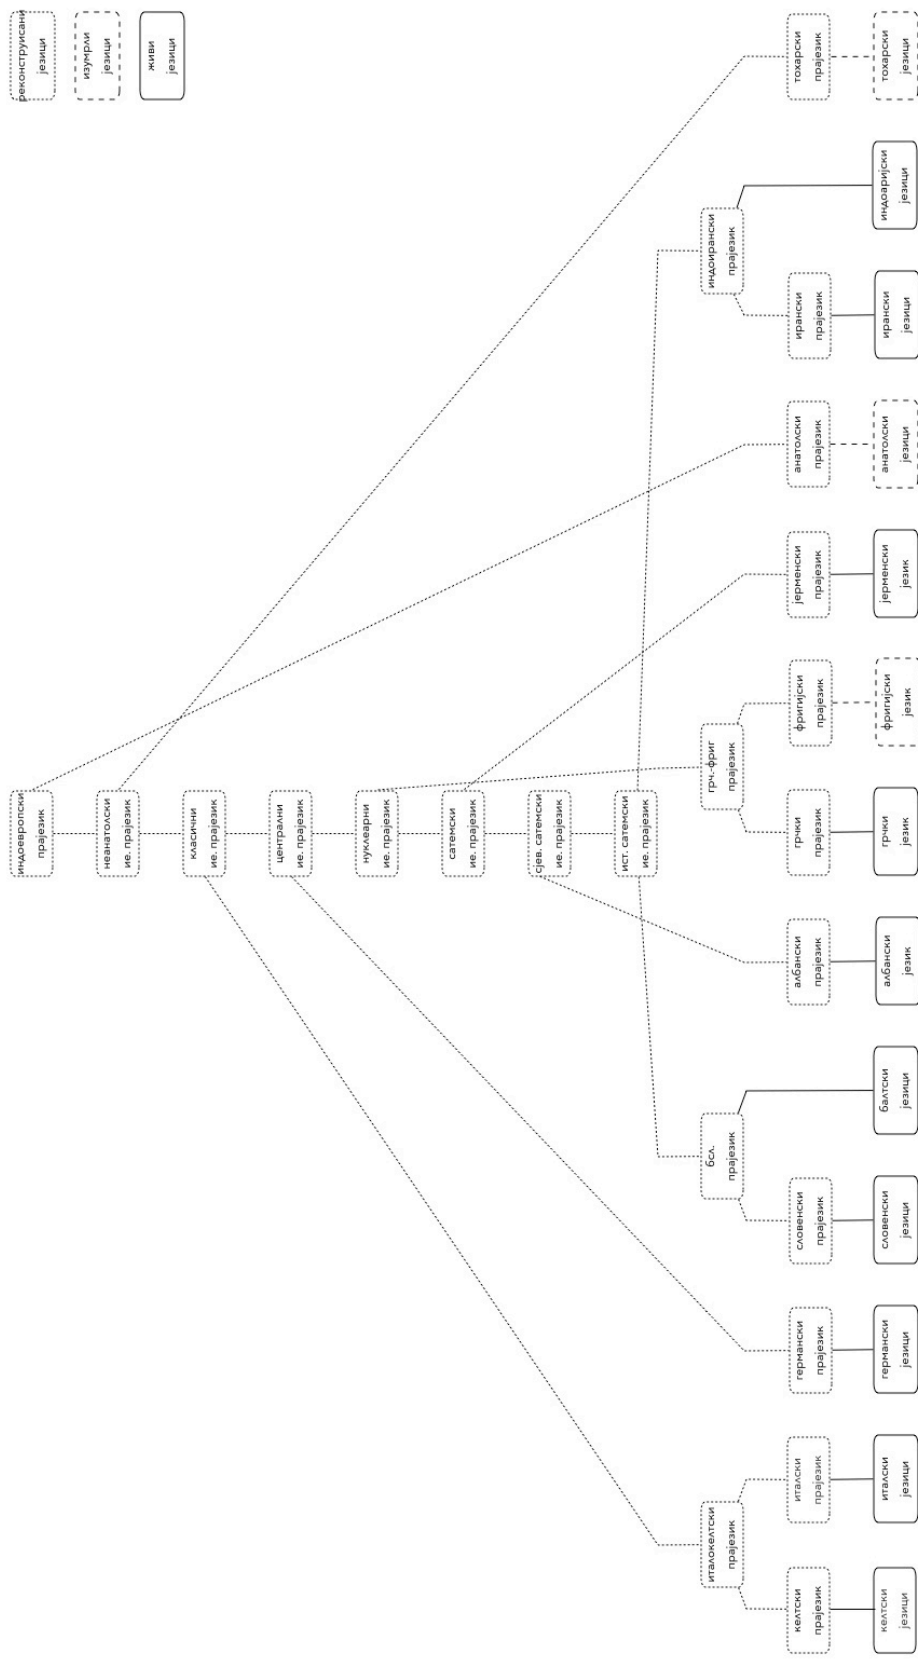 реконструисани
језици
изумрли
језици
живи
језици
индоевропски
прајезик
неанатолски
ие. прајезик
класични
ие. прајезик
централни
ие. прајезик
нуклеарни
ие. прајезик
сатемски
ие. прајезик
сјев. сатемски
ие. прајезик
ист. сатемски
ие. прајезик
италокелтски
прајезик
бсл.
прајезик
грч.-фриг
прајезик
индоирански
прајезик
келтски
прајезик
италски
прајезик
германски
прајезик
словенски
прајезик
албански
прајезик
грчки
прајезик
фригијски
прајезик
јерменски
прајезик
анатолски
прајезик
ирански
прајезик
тохарски
прајезик
келтски
језици
италски
језици
германски
језици
словенски
језици
балтски
језици
албански
језик
грчки
језик
фригијски
језик
јерменски
језик
анатолски
језици
ирански
језици
индоаријски
језици
тохарски
језици